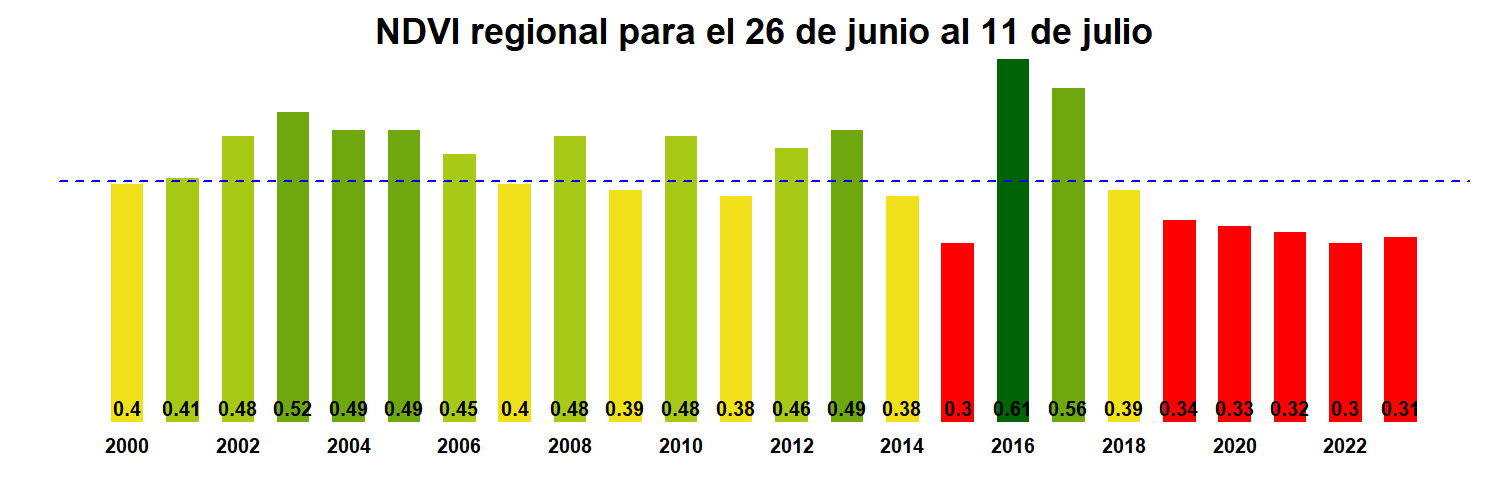 NDVI regional para el 26 de junio al 11 de julio
0.4 0.41 0.48 0.52 0.49 0.49 0.45 0.4 0.48 0.39 0.48 0.38 0.46 0.49 0.38 0.3 0.61 0.56 0.39 0.34 0.33 0.32 0.3 0.31
2000 2002 2004 2006 2008 2010 2012 2014 2016 2018 2020 2022